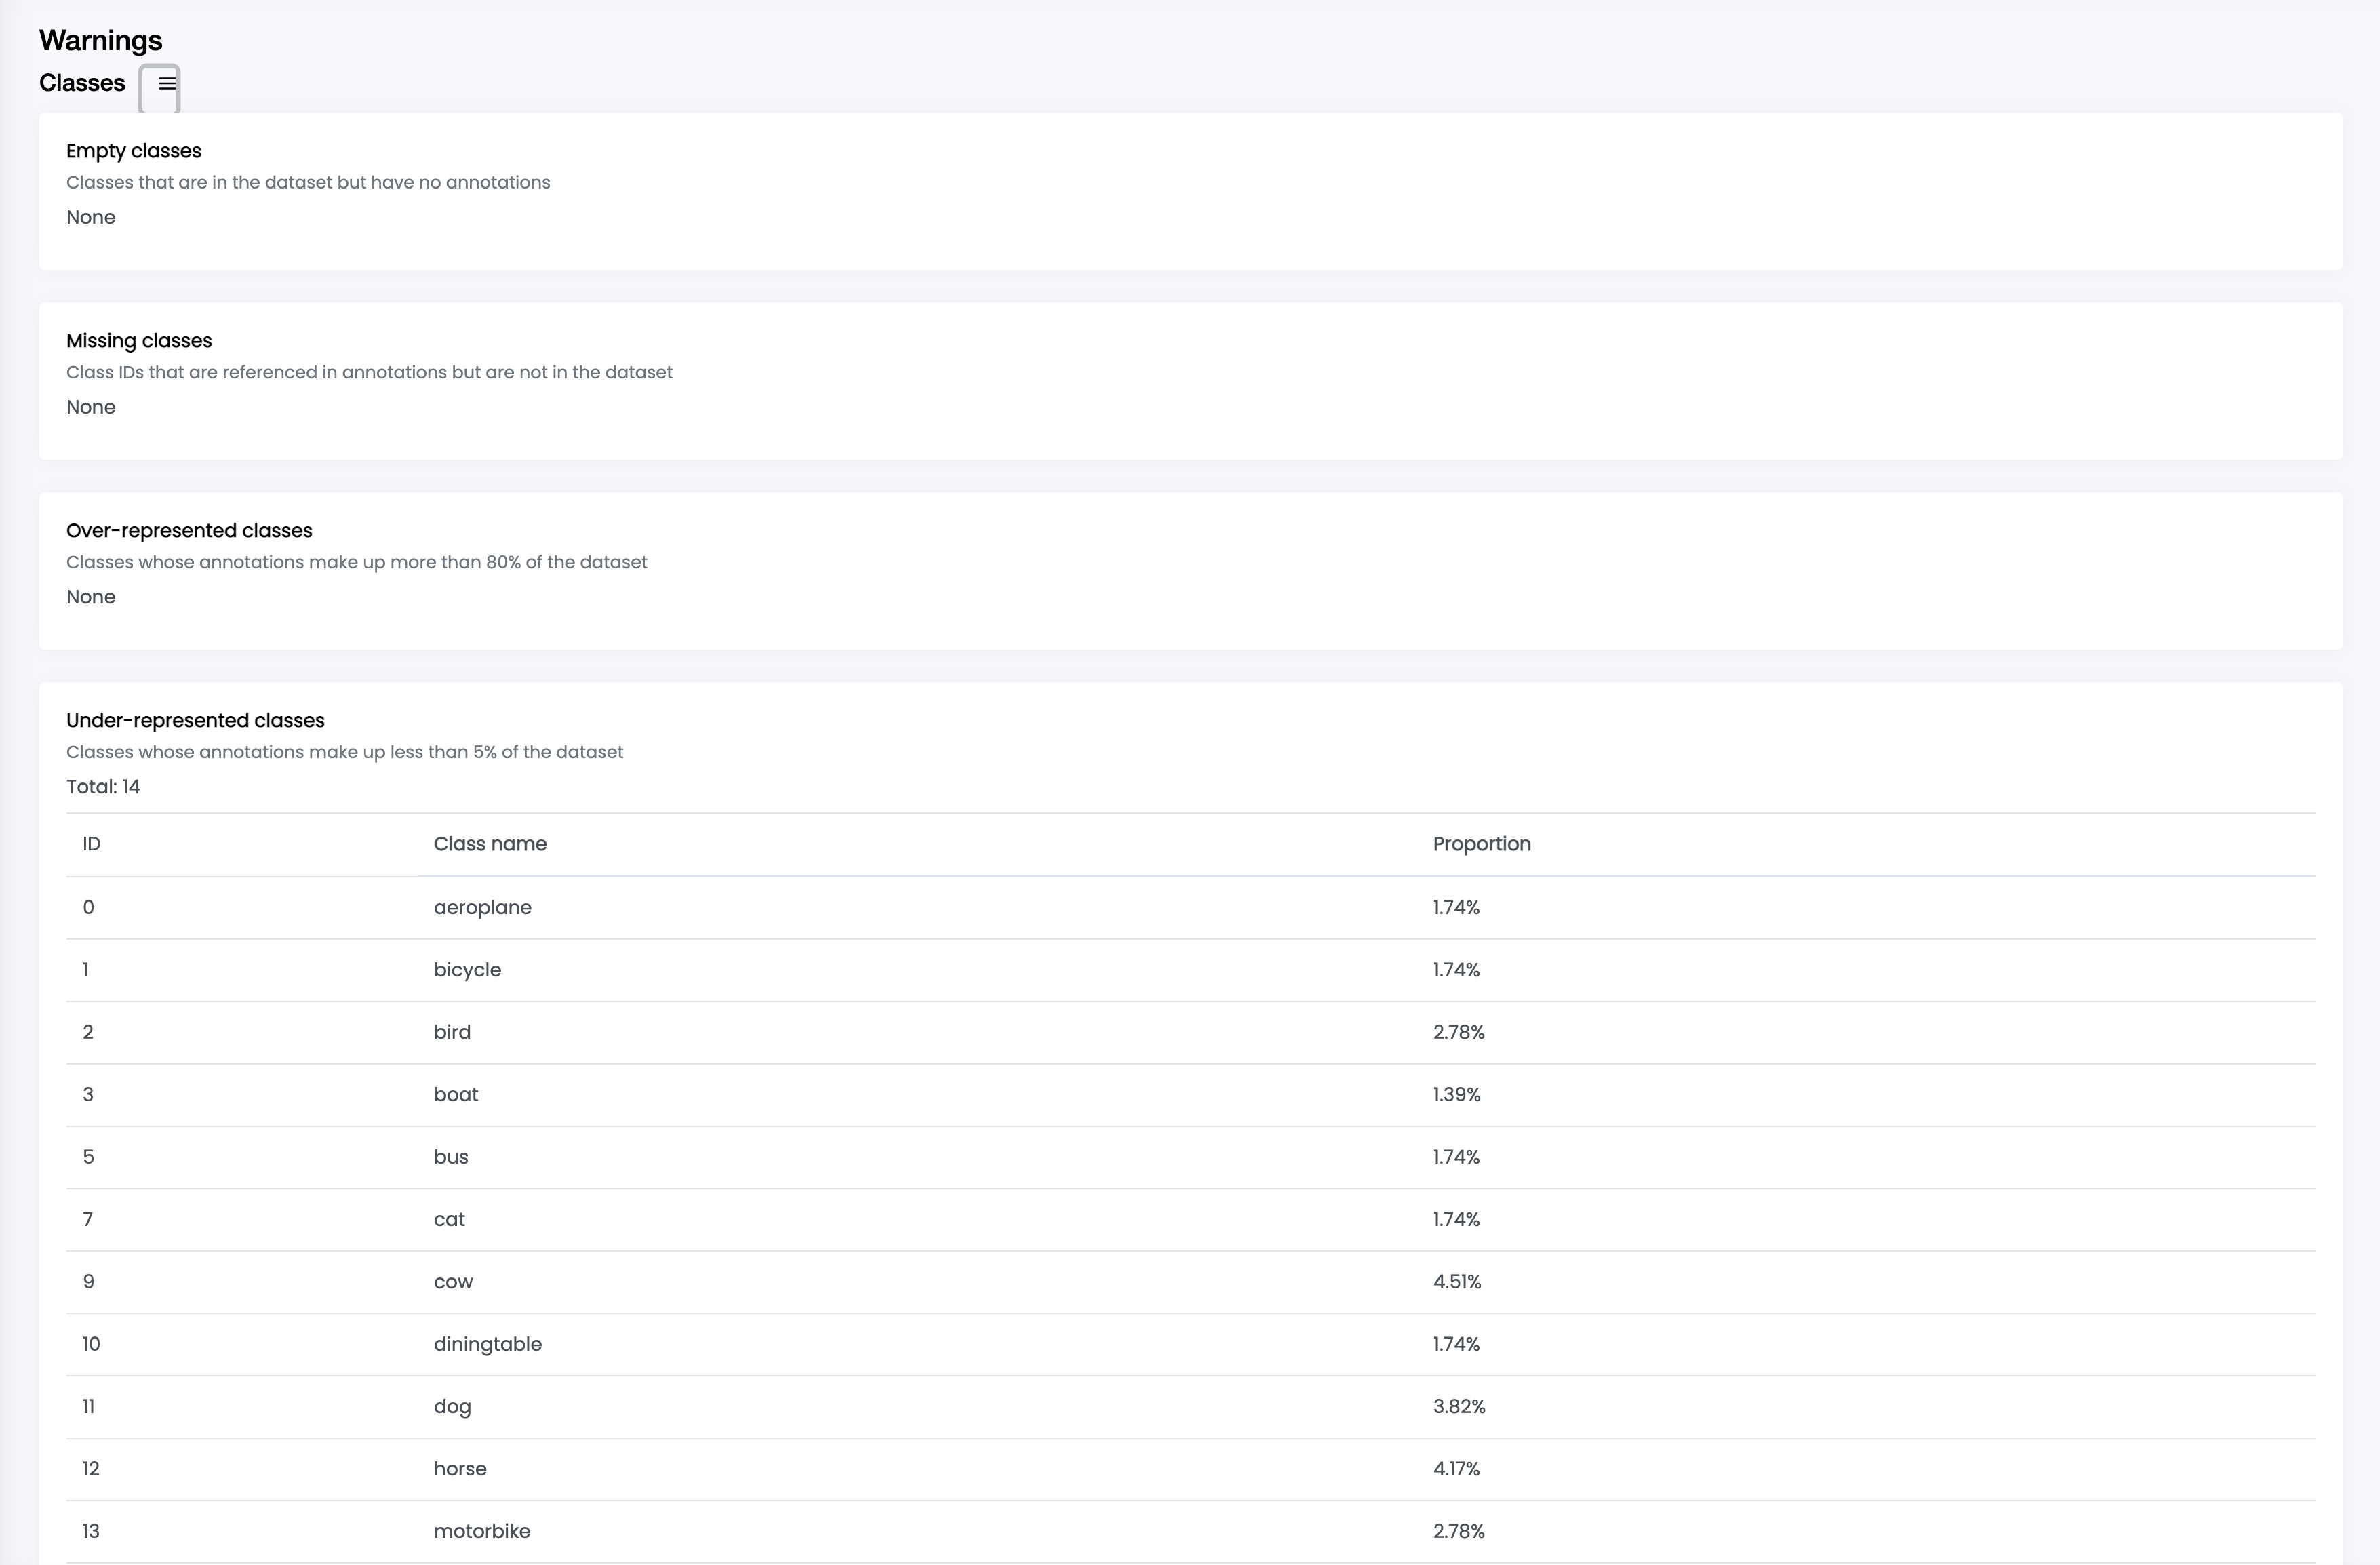 Warnings
Classes
Empty classes
Classes that are in the dataset but have no annotations
None
Missing classes
Class IDs that are referenced in annotations but are not in the dataset
None
Over-represented classes
Classes whose annotations make up more than 80% of the dataset
None
Under-represented classes
Classes whose annotations make up less than 5% of the dataset
Total: 14
ID Class name Proportion
0 aeroplane 1.74%
1 bicycle 1.74%
2 bird 2.78%
3 boat 1.39%
5 bus 1.74%
7 cat 1.74%
9 cow 4.51%
10 diningtable 1.74%
11 dog 3.82%
12 horse 4.17%
13 motorbike 2.78%